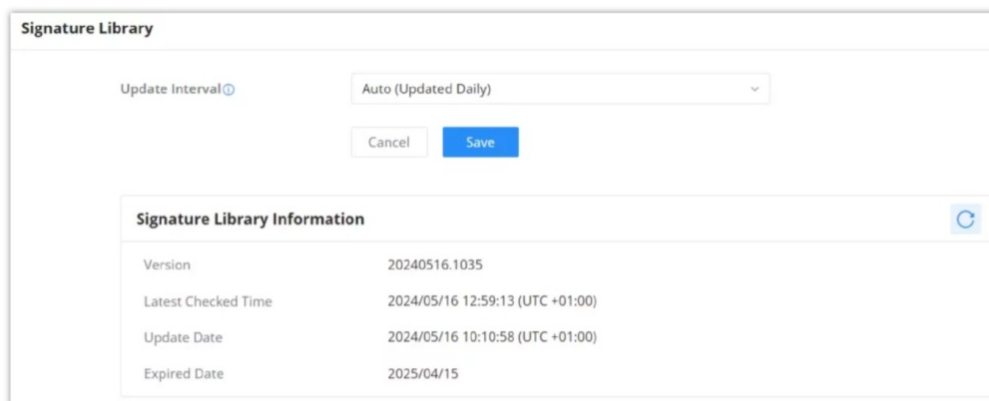 Signature Library
Update Interval
Auto (Updated Daily)
Cancel Save
Signature Library Information
Version 20240516.1035
Latest Checked Time 2024/05/16 12:59:13 (UTC +01:00)
Update Date 2024/05/16 10:10:58 (UTC +01:00)
Expired Date 2025/04/15